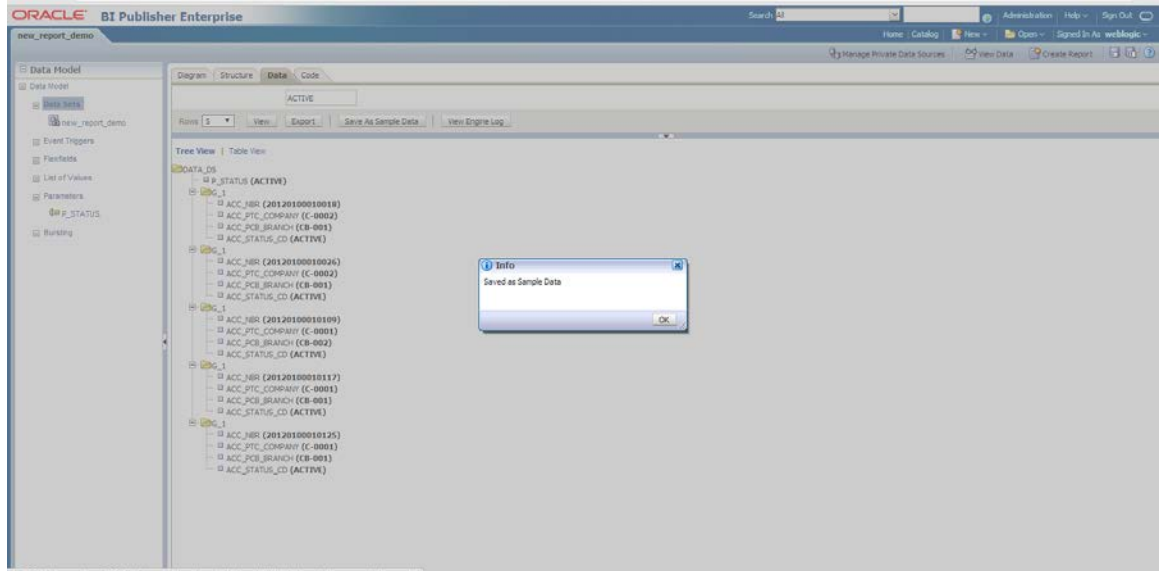 ORACLE BI Publisher Enterprise Search All Administration Help Sign Out
new_report_demo Home Catalog New Open Signed In As weblogic
Manage Private Data Sources View Data Create Report
Data Model Diagram Structure Data Code
Data Model
Data Sets ACTIVE
new_report_demo Rows 5 View Export Save As Sample Data View Engine Log
Event Triggers
Flexfields Tree View | Table View
List of Values
Parameters
P_STATUS
Bursting
DATA_DS
P_STATUS (ACTIVE)
G_1
ACC_NBR (20120100010018)
ACC_PTC_COMPANY (C-0002)
ACC_PCB_BRANCH (CB-001)
ACC_STATUS_CD (ACTIVE)
G_1
ACC_NBR (20120100010026)
ACC_PTC_COMPANY (C-0002)
ACC_PCB_BRANCH (CB-001)
ACC_STATUS_CD (ACTIVE)
G_1
ACC_NBR (20120100010109)
ACC_PTC_COMPANY (C-0001)
ACC_PCB_BRANCH (CB-002)
ACC_STATUS_CD (ACTIVE)
G_1
ACC_NBR (20120100010117)
ACC_PTC_COMPANY (C-0001)
ACC_PCB_BRANCH (CB-001)
ACC_STATUS_CD (ACTIVE)
G_1
ACC_NBR (20120100010125)
ACC_PTC_COMPANY (C-0001)
ACC_PCB_BRANCH (CB-001)
ACC_STATUS_CD (ACTIVE)
Info
Saved as Sample Data
OK